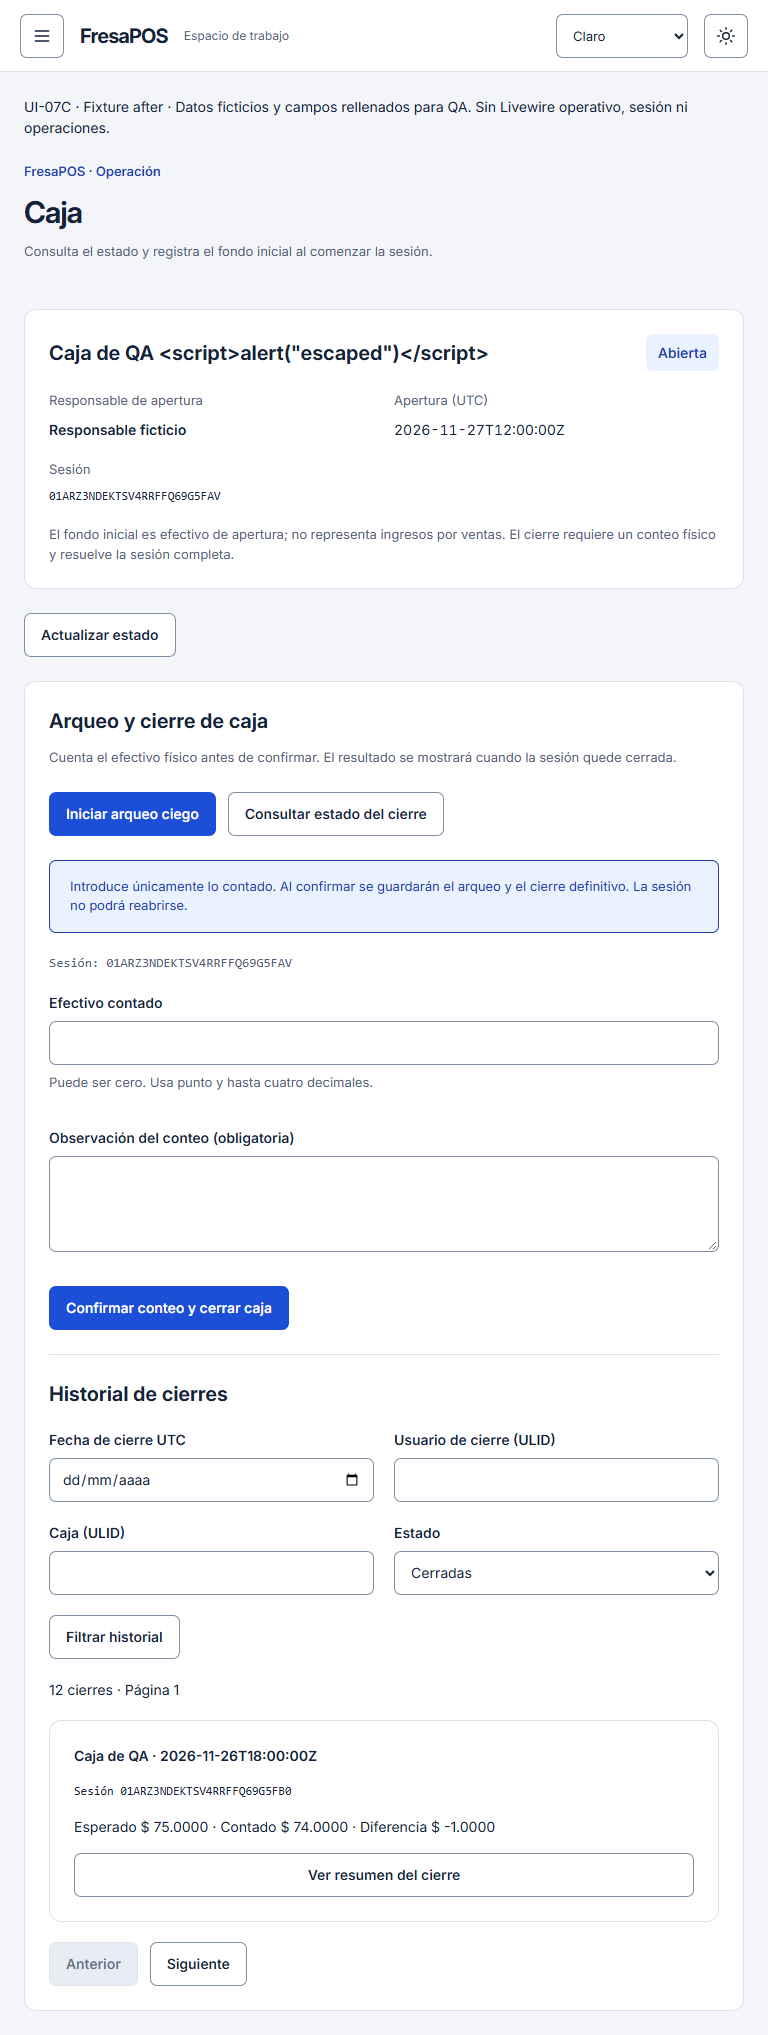 FresaPOS Espacio de trabajo Claro
UI-07C · Fixture after · Datos ficticios y campos rellenados para QA. Sin Livewire operativo, sesión ni
operaciones.
FresaPOS · Operación
Caja
Consulta el estado y registra el fondo inicial al comenzar la sesión.
Caja de QA <script>alert("escaped")</script> Abierta
Responsable de apertura Apertura (UTC)
Responsable ficticio 2026-11-27T12:00:00Z
Sesión
01ARZ3NDEKTSV4RRFFQ69G5FAV
El fondo inicial es efectivo de apertura; no representa ingresos por ventas. El cierre requiere un conteo físico
y resuelve la sesión completa.
Actualizar estado
Arqueo y cierre de caja
Cuenta el efectivo físico antes de confirmar. El resultado se mostrará cuando la sesión quede cerrada.
Iniciar arqueo ciego Consultar estado del cierre
Introduce únicamente lo contado. Al confirmar se guardarán el arqueo y el cierre definitivo. La sesión
no podrá reabrirse.
Sesión: 01ARZ3NDEKTSV4RRFFQ69G5FAV
Efectivo contado
Puede ser cero. Usa punto y hasta cuatro decimales.
Observación del conteo (obligatoria)
Confirmar conteo y cerrar caja
Historial de cierres
Fecha de cierre UTC Usuario de cierre (ULID)
dd/mm/aaaa
Caja (ULID) Estado
Cerradas
Filtrar historial
12 cierres · Página 1
Caja de QA · 2026-11-26T18:00:00Z
Sesión 01ARZ3NDEKTSV4RRFFQ69G5FB0
Esperado $ 75.0000 · Contado $ 74.0000 · Diferencia $ -1.0000
Ver resumen del cierre
Anterior Siguiente